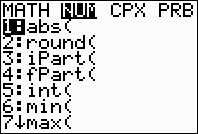 MATH NUM CPX PRB
1:abs(
2:round(
3:iPart(
4:fPart(
5:int(
6:min(
7↓max(